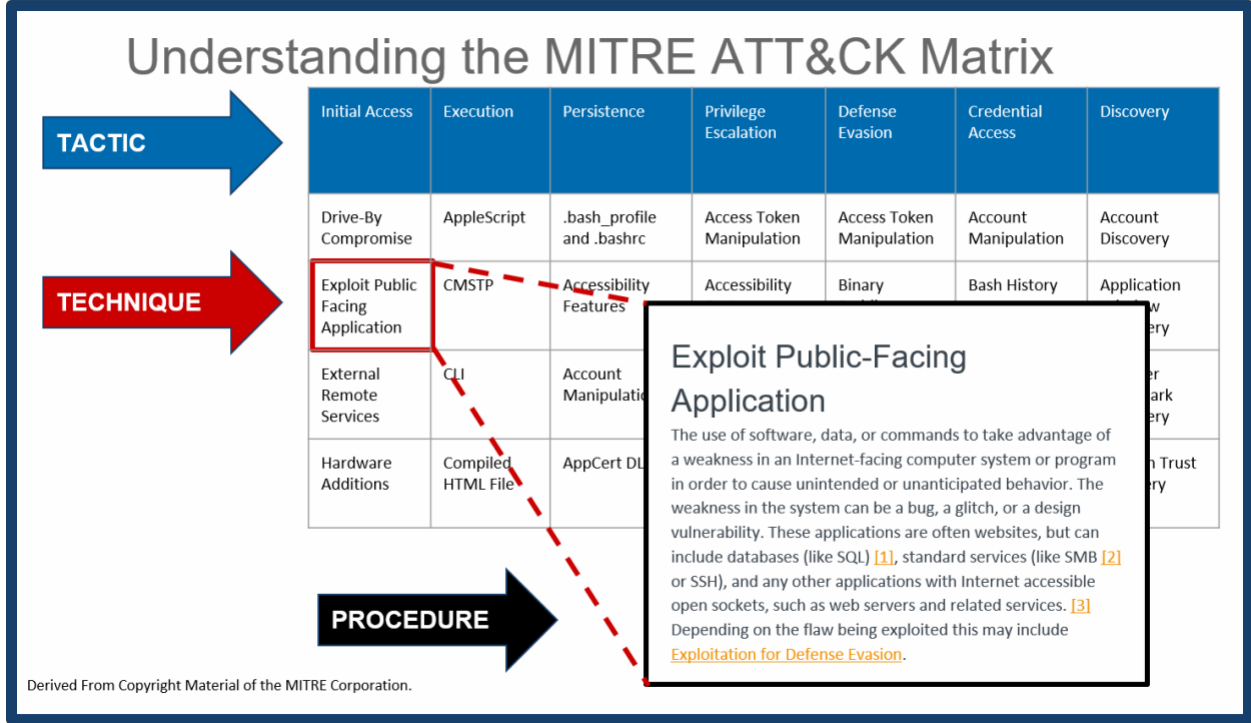 Understanding the MITRE ATT&CK Matrix
TACTIC
Initial Access
Execution
Persistence
Privilege
Escalation
Defense
Evasion
Credential
Access
Discovery
Drive-By
Compromise
AppleScript
.bash_profile
and .bashrc
Access Token
Manipulation
Access Token
Manipulation
Account
Manipulation
Account
Discovery
TECHNIQUE
Exploit Public
Facing
Application
CMSTP
Accessibility
Features
Accessibility
Binary
Bash History
Application
External
Remote
Services
CLI
Account
Hardware
Additions
Compiled
HTML File
AppCert
Trust
Exploit Public-Facing
Application
The use of software, data, or commands to take advantage of
a weakness in an Internet-facing computer system or program
in order to cause unintended or unanticipated behavior. The
weakness in the system can be a bug, a glitch, or a design
vulnerability. These applications are often websites, but can
include databases (like SQL) [1], standard services (like SMB [2]
or SSH), and any other applications with Internet accessible
open sockets, such as web servers and related services. [3]
Depending on the flaw being exploited this may include
Exploitation for Defense Evasion.
PROCEDURE
Derived From Copyright Material of the MITRE Corporation.